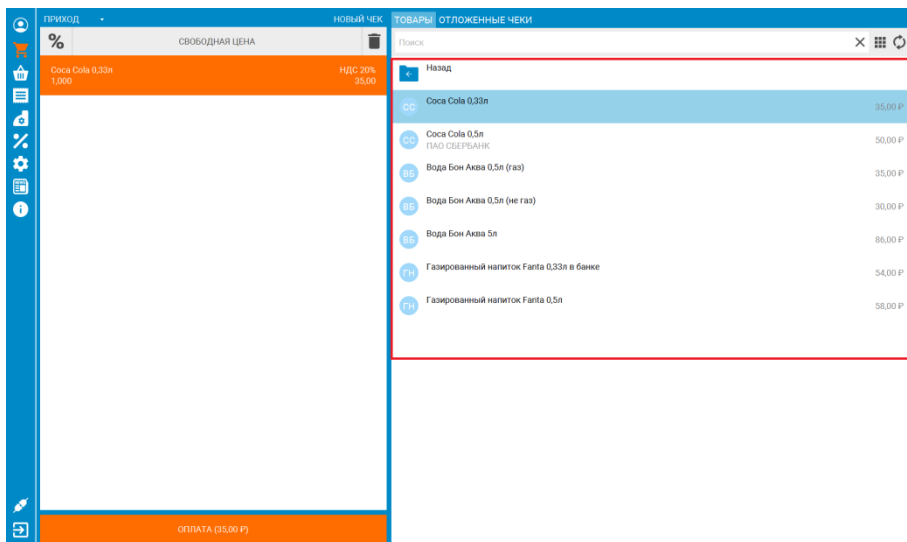 ПРИХОД
НОВЫЙ ЧЕК
%
СВОБОДНАЯ ЦЕНА
Coca Cola 0,33л
НДС 20%
1,000
35,00
ОПЛАТА (35,00 ₽)
ТОВАРЫ ОТЛОЖЕННЫЕ ЧЕКИ
Поиск
Назад
CC
Coca Cola 0,33л
35,00 ₽
CC
Coca Cola 0,5л
ПАО СБЕРБАНК
50,00 ₽
ВБ
Вода Бон Аква 0,5л (газ)
35,00 ₽
ВБ
Вода Бон Аква 0,5л (не газ)
30,00 ₽
ВБ
Вода Бон Аква 5л
86,00 ₽
ГН
Газированный напиток Fanta 0,33л в банке
54,00 ₽
ГН
Газированный напиток Fanta 0,5л
58,00 ₽